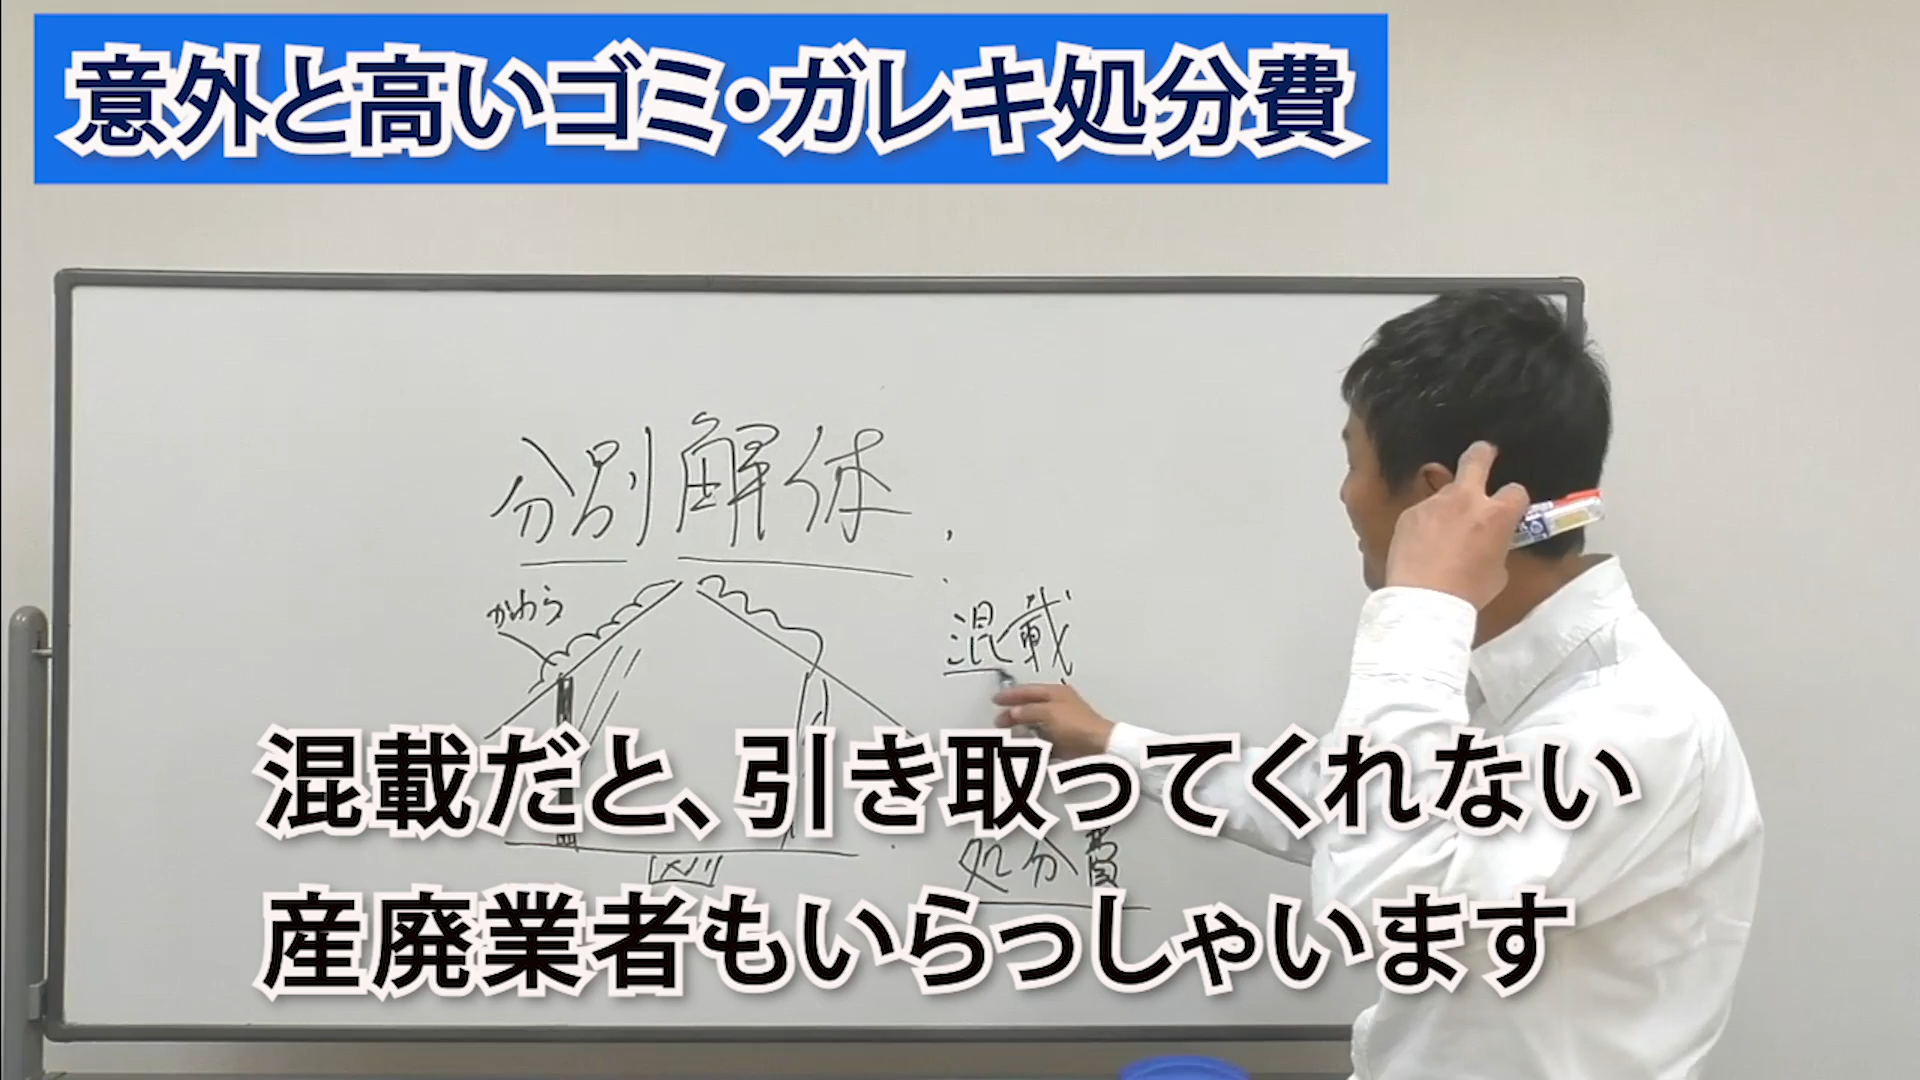 意外と高いゴミ・ガレキ処分費
分別解体
かわら
混載
混載だと、引き取ってくれない
処分費
産廃業者もいらっしゃいます